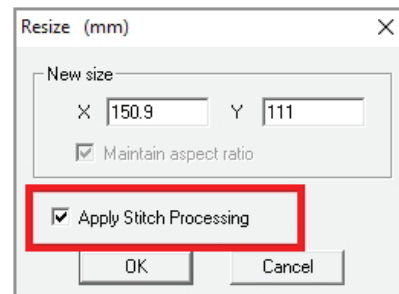 Resize (mm)
New size
X 150.9 Y 111
Maintain aspect ratio
Apply Stitch Processing
OK Cancel